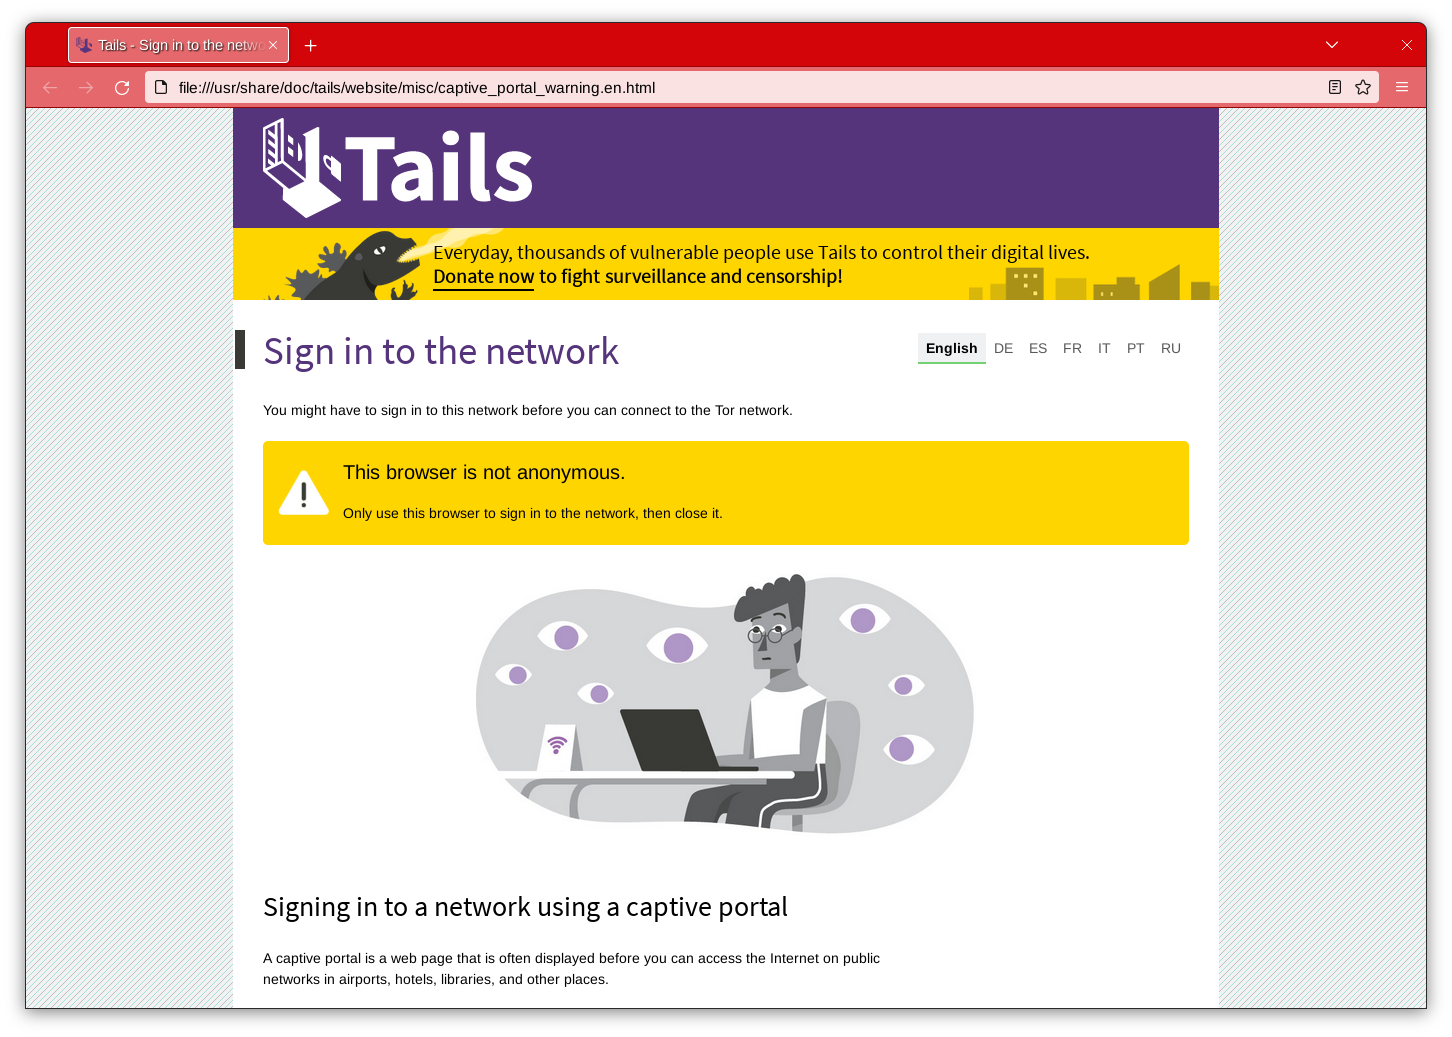 Tails - Sign in to the netwo
file:///usr/share/doc/tails/website/misc/captive_portal_warning.en.html
Tails
Everyday, thousands of vulnerable people use Tails to control their digital lives.
Donate now to fight surveillance and censorship!
Sign in to the network
English DE ES FR IT PT RU
You might have to sign in to this network before you can connect to the Tor network.
This browser is not anonymous.
Only use this browser to sign in to the network, then close it.
Signing in to a network using a captive portal
A captive portal is a web page that is often displayed before you can access the Internet on public
networks in airports, hotels, libraries, and other places.